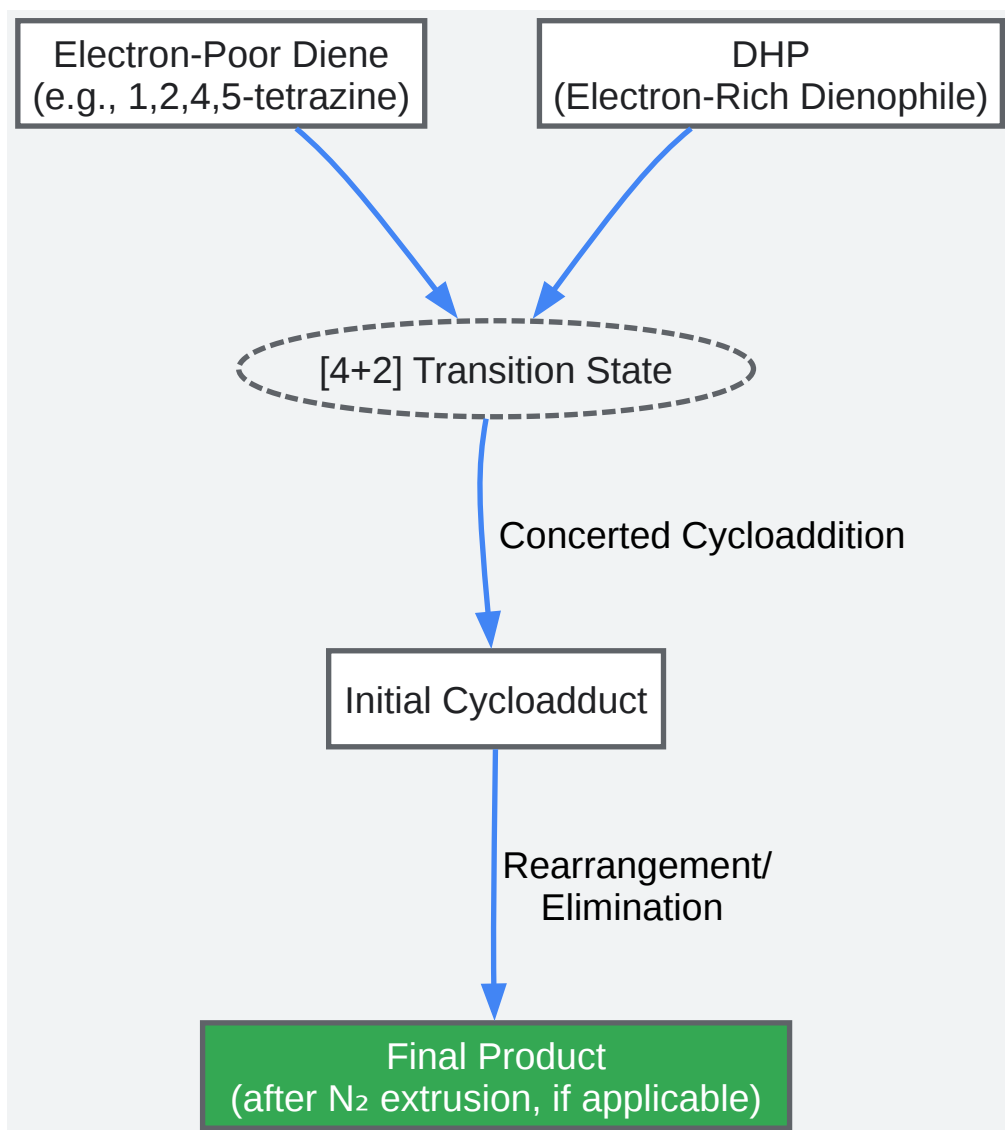 Electron-Poor Diene
(e.g., 1,2,4,5-tetrazine)
DHP
(Electron-Rich Dienophile)
[4+2] Transition State
Concerted Cycloaddition
Initial Cycloadduct
Rearrangement/
Elimination
Final Product
(after N₂ extrusion, if applicable)